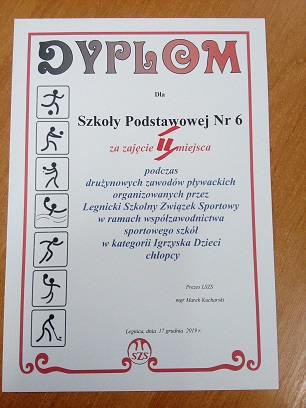 DYPLOM
Dla
Szkoły Podstawowej Nr 6
za zajęcie miejsca
podczas
drużynowych zawodów pływackich
organizowanych przez
Legnicki Szkolny Związek Sportowy
w ramach współzawodnictwa
sportowego szkół
w kategorii Igrzyska Dzieci
chłopcy
Prezes LSZS
mgr Marek Kucharski
Legnica, dnia 17 grudnia 2019 r.
SZS